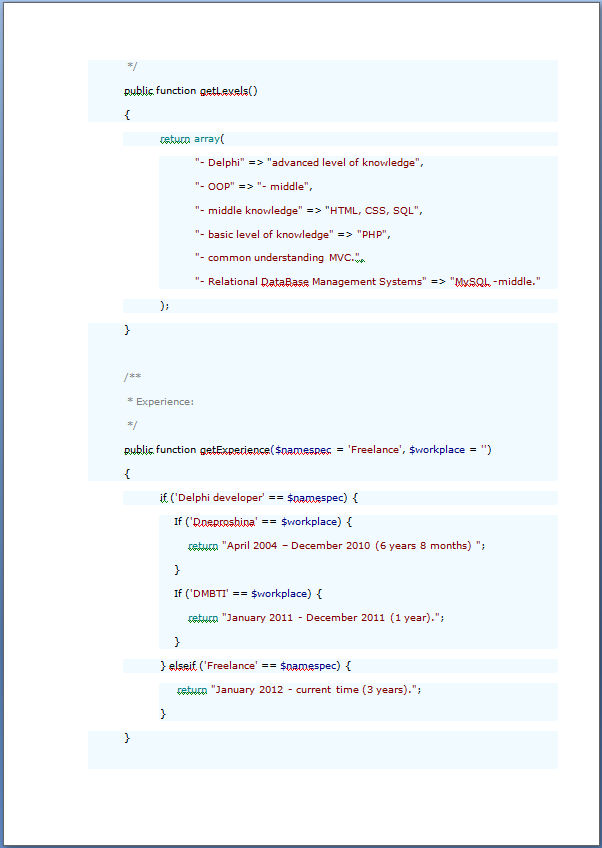 */
public function getLevels()
{
return array(
"- Delphi" => "advanced level of knowledge",
"- OOP" => "- middle",
"- middle knowledge" => "HTML, CSS, SQL",
"- basic level of knowledge" => "PHP",
"- common understanding MVC.",
"- Relational DataBase Management Systems" => "MySQL -middle."
);
}
/**
* Experience:
*/
public function getExperience($namespec = 'Freelance', $workplace = '')
{
if ('Delphi developer' == $namespec) {
If ('Dneproshina' == $workplace) {
return "April 2004 – December 2010 (6 years 8 months) ";
}
If ('DMBTI' == $workplace) {
return "January 2011 - December 2011 (1 year).";
}
} elseif ('Freelance' == $namespec) {
return "January 2012 - current time (3 years).";
}
}